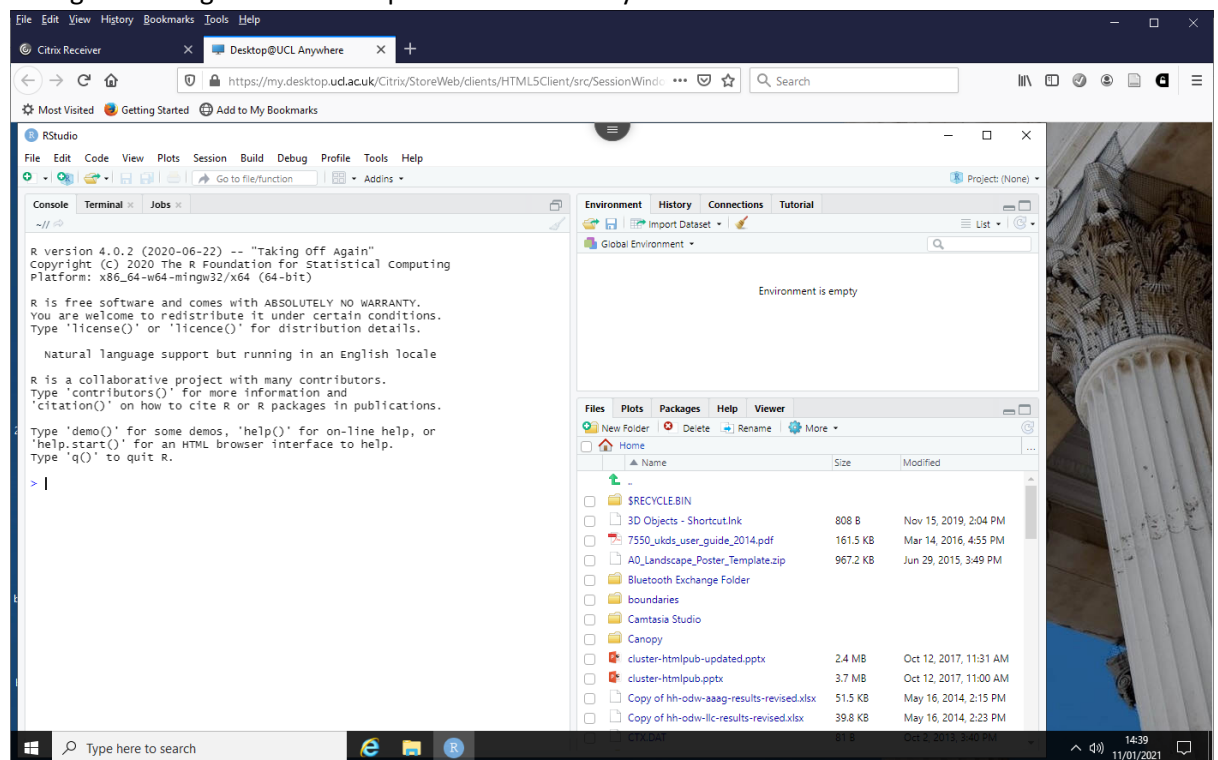 File Edit View History Bookmarks Tools Help
Citrix Receiver
Desktop@UCL Anywhere
https://my.desktop.ucl.ac.uk/Citrix/StoreWeb/clients/HTML5Client/src/SessionWindo
Search
Most Visited Getting Started Add to My Bookmarks
RStudio
File Edit Code View Plots Session Build Debug Profile Tools Help
Go to file/function Addins
Project: (None)
Console Terminal Jobs
~//
R version 4.0.2 (2020-06-22) -- "Taking Off Again"
Copyright (C) 2020 The R Foundation for Statistical Computing
Platform: x86_64-w64-mingw32/x64 (64-bit)
R is free software and comes with ABSOLUTELY NO WARRANTY.
You are welcome to redistribute it under certain conditions.
Type 'license()' or 'licence()' for distribution details.
Natural language support but running in an English locale
R is a collaborative project with many contributors.
Type 'contributors()' for more information and
'citation()' on how to cite R or R packages in publications.
Type 'demo()' for some demos, 'help()' for on-line help, or
'help.start()' for an HTML browser interface to help.
Type 'q()' to quit R.
>
Environment History Connections Tutorial
Import Dataset
List
Global Environment
Environment is empty
Files Plots Packages Help Viewer
New Folder Delete Rename More
Home
Name Size Modified
..
$RECYCLE.BIN
3D Objects - Shortcut.lnk 808 B Nov 15, 2019, 2:04 PM
7550_ukds_user_guide_2014.pdf 161.5 KB Mar 14, 2016, 4:55 PM
A0_Landscape_Poster_Template.zip 967.2 KB Jun 29, 2015, 3:49 PM
Bluetooth Exchange Folder
boundaries
Camtasia Studio
Canopy
cluster-htmlpub-updated.pptx 2.4 MB Oct 12, 2017, 11:31 AM
cluster-htmlpub.pptx 3.7 MB Oct 12, 2017, 11:00 AM
Copy of hh-odw-aaag-results-revised.xlsx 51.5 KB May 16, 2014, 2:15 PM
Copy of hh-odw-llc-results-revised.xlsx 39.8 KB May 16, 2014, 2:23 PM
CTX.DAT 81 B Oct 2, 2013, 3:40 PM
Type here to search
14:39
11/01/2021